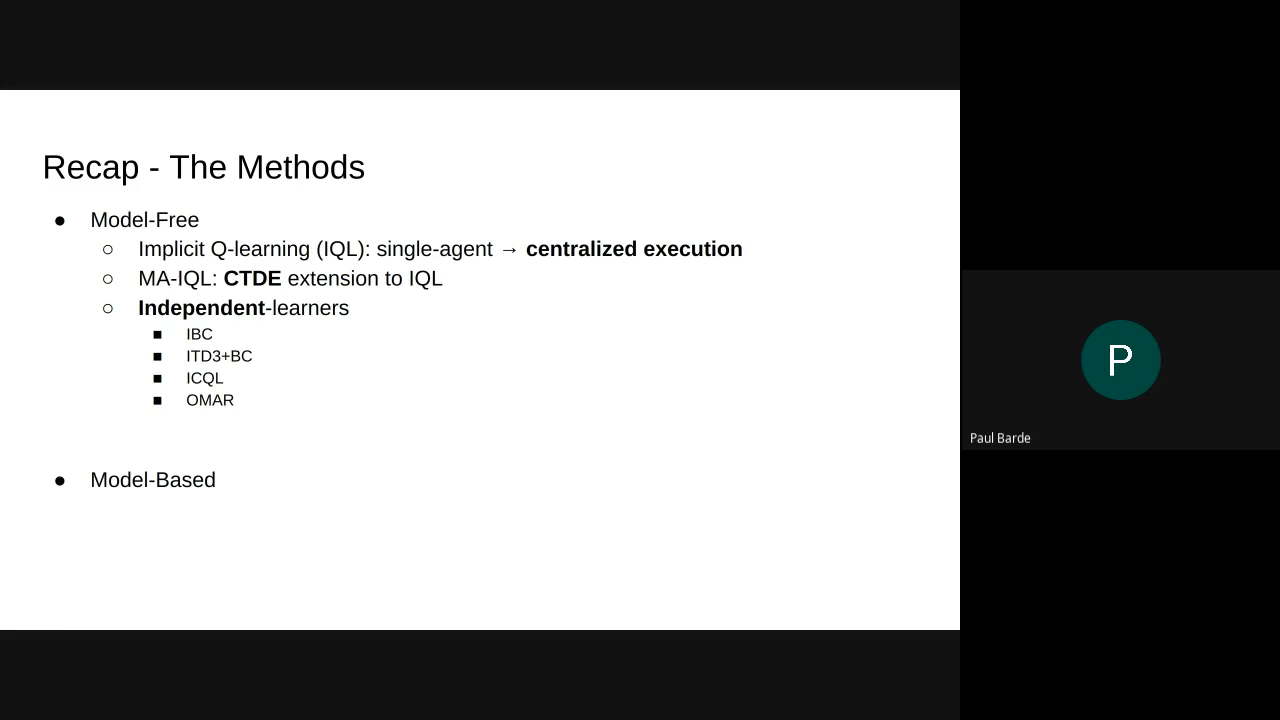 Recap - The Methods
● Model-Free
○ Implicit Q-learning (IQL): single-agent → centralized execution
○ MA-IQL: CTDE extension to IQL
○ Independent-learners
■ IBC
■ ITD3+BC
■ ICQL
■ OMAR
● Model-Based
P
Paul Barde